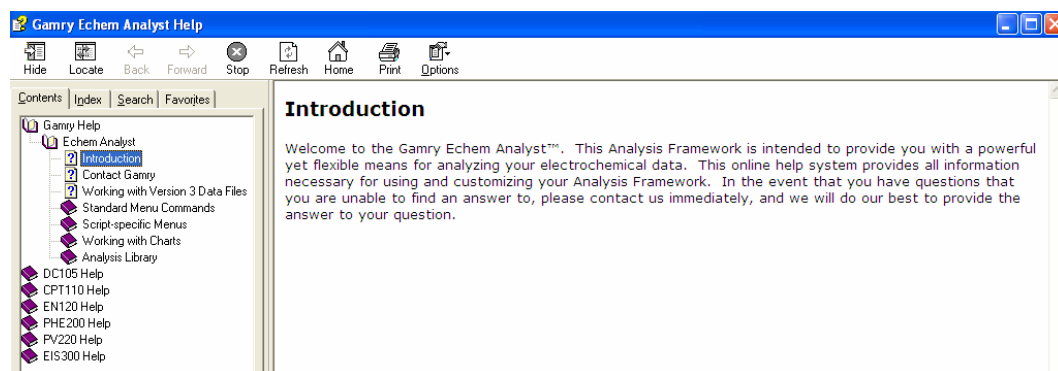 Gamry Echem Analyst Help
Hide Locate Back Forward Stop Refresh Home Print Options
Contents Index Search Favorites
Gamry Help
Echem Analyst
Introduction
Contact Gamry
Working with Version 3 Data Files
Standard Menu Commands
Script-specific Menus
Working with Charts
Analysis Library
DC105 Help
CPT110 Help
EN120 Help
PHE200 Help
PV220 Help
EIS300 Help
Introduction
Welcome to the Gamry Echem Analyst™. This Analysis Framework is intended to provide you with a powerful
yet flexible means for analyzing your electrochemical data. This online help system provides all information
necessary for using and customizing your Analysis Framework. In the event that you have questions that
you are unable to find an answer to, please contact us immediately, and we will do our best to provide the
answer to your question.